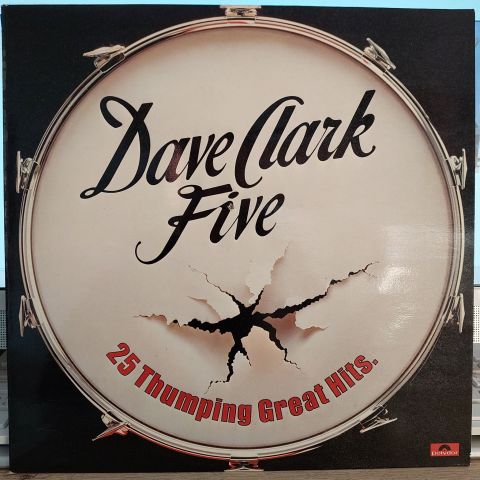 Dave Clark
Five
25 Thumping Great Hits.
Polydor